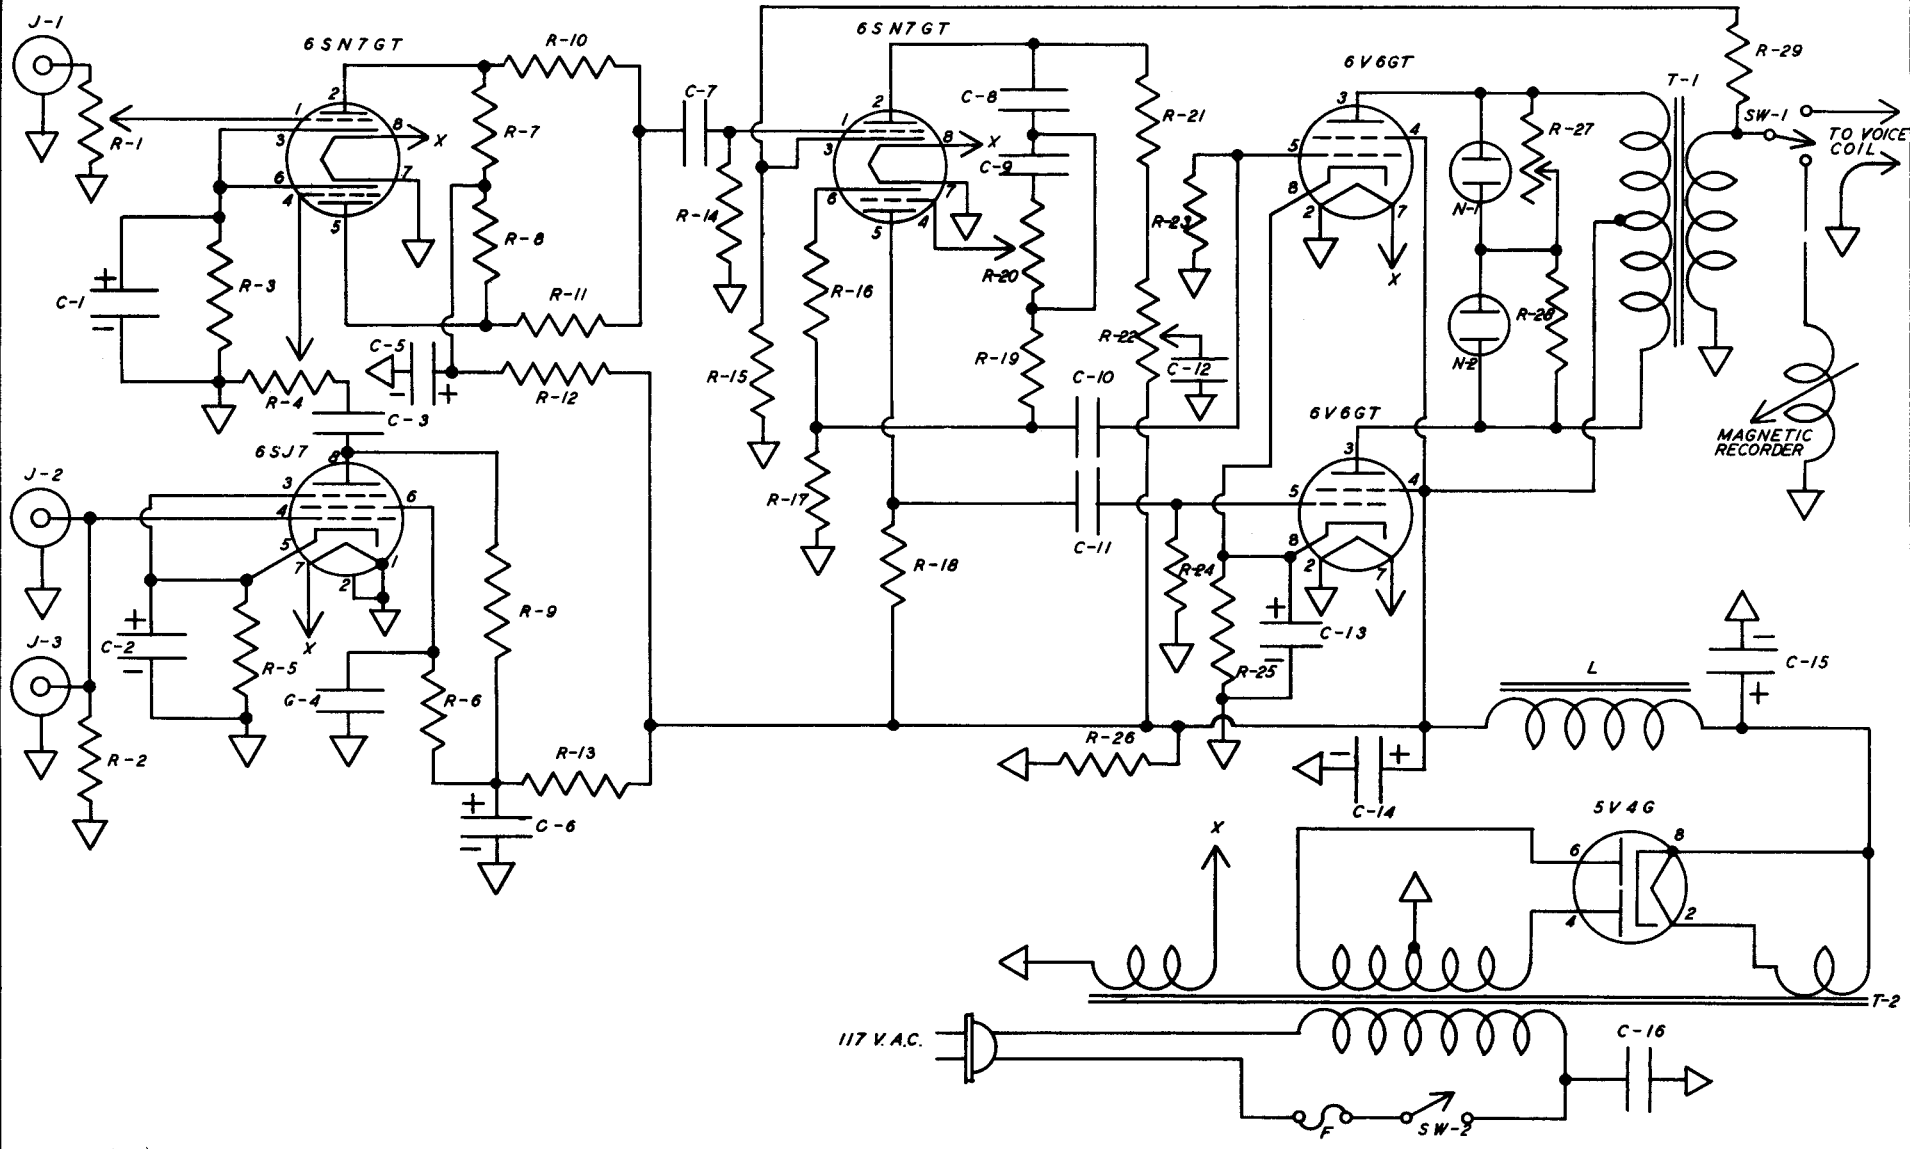 J-1
6SN7GT
R-10
6SN7GT
R-29
2
1
3
8
X
7
6
4
5
R-1
R-7
R-8
C-1
+
−
R-3
R-11
R-4
C-3
C-5
−
+
R-12
C-7
R-14
R-15
2
1
3
8
X
7
6
4
5
C-8
C-9
R-16
R-20
R-19
R-17
R-18
R-21
R-22
C-12
C-10
C-11
R-23
R-24
6V6GT
3
4
5
8
2
7
X
N-1
N-2
R-27
R-28
T-1
SW-1
TO VOICE
COIL
MAGNETIC
RECORDER
6V6GT
3
4
5
8
2
7
+
C-13
−
R-25
R-26
−
+
C-14
L
−
C-15
+
J-2
J-3
R-2
6SJ7
8
3
4
5
7
6
1
2
X
+
C-2
−
R-5
G-4
R-6
R-9
R-13
+
C-6
−
X
5V4G
6
8
4
2
T-2
117 V.A.C.
C-16
F
SW-2